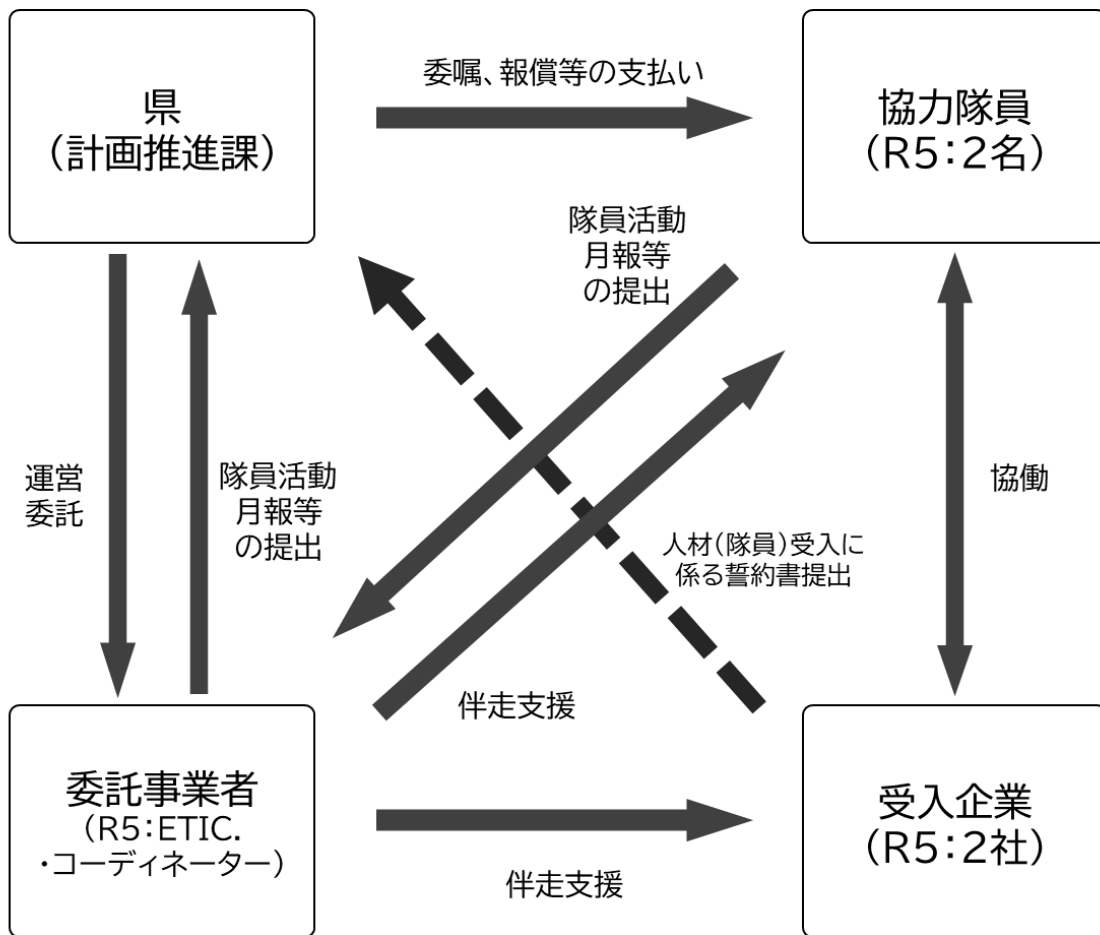 県
（計画推進課）
委嘱、報償等の支払い
協力隊員
（R5：2名）
隊員活動
月報等
の提出
運営
委託
隊員活動
月報等
の提出
協働
人材（隊員）受入に
係る誓約書提出
伴走支援
委託事業者
（R5：ETIC.
・コーディネーター）
伴走支援
受入企業
（R5：2社）